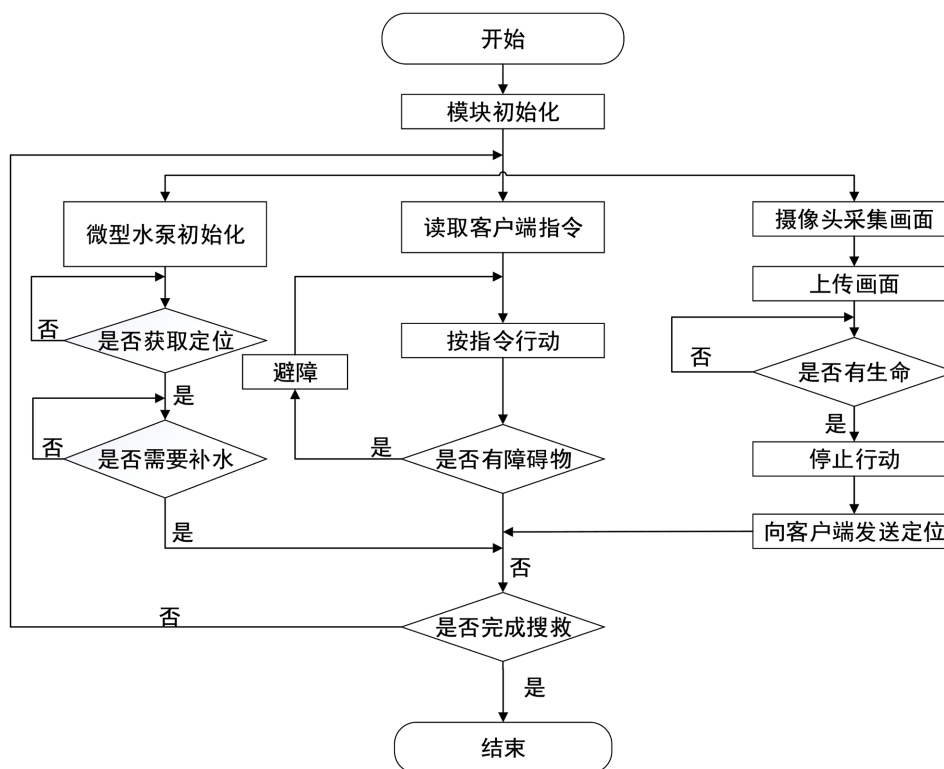 开始
模块初始化
微型水泵初始化
读取客户端指令
摄像头采集画面
上传画面
否
是否获取定位
避障
按指令行动
否
是否有生命
是
否
是否需要补水
是
是否有障碍物
是
停止行动
是
向客户端发送定位
否
否
是否完成搜救
是
结束